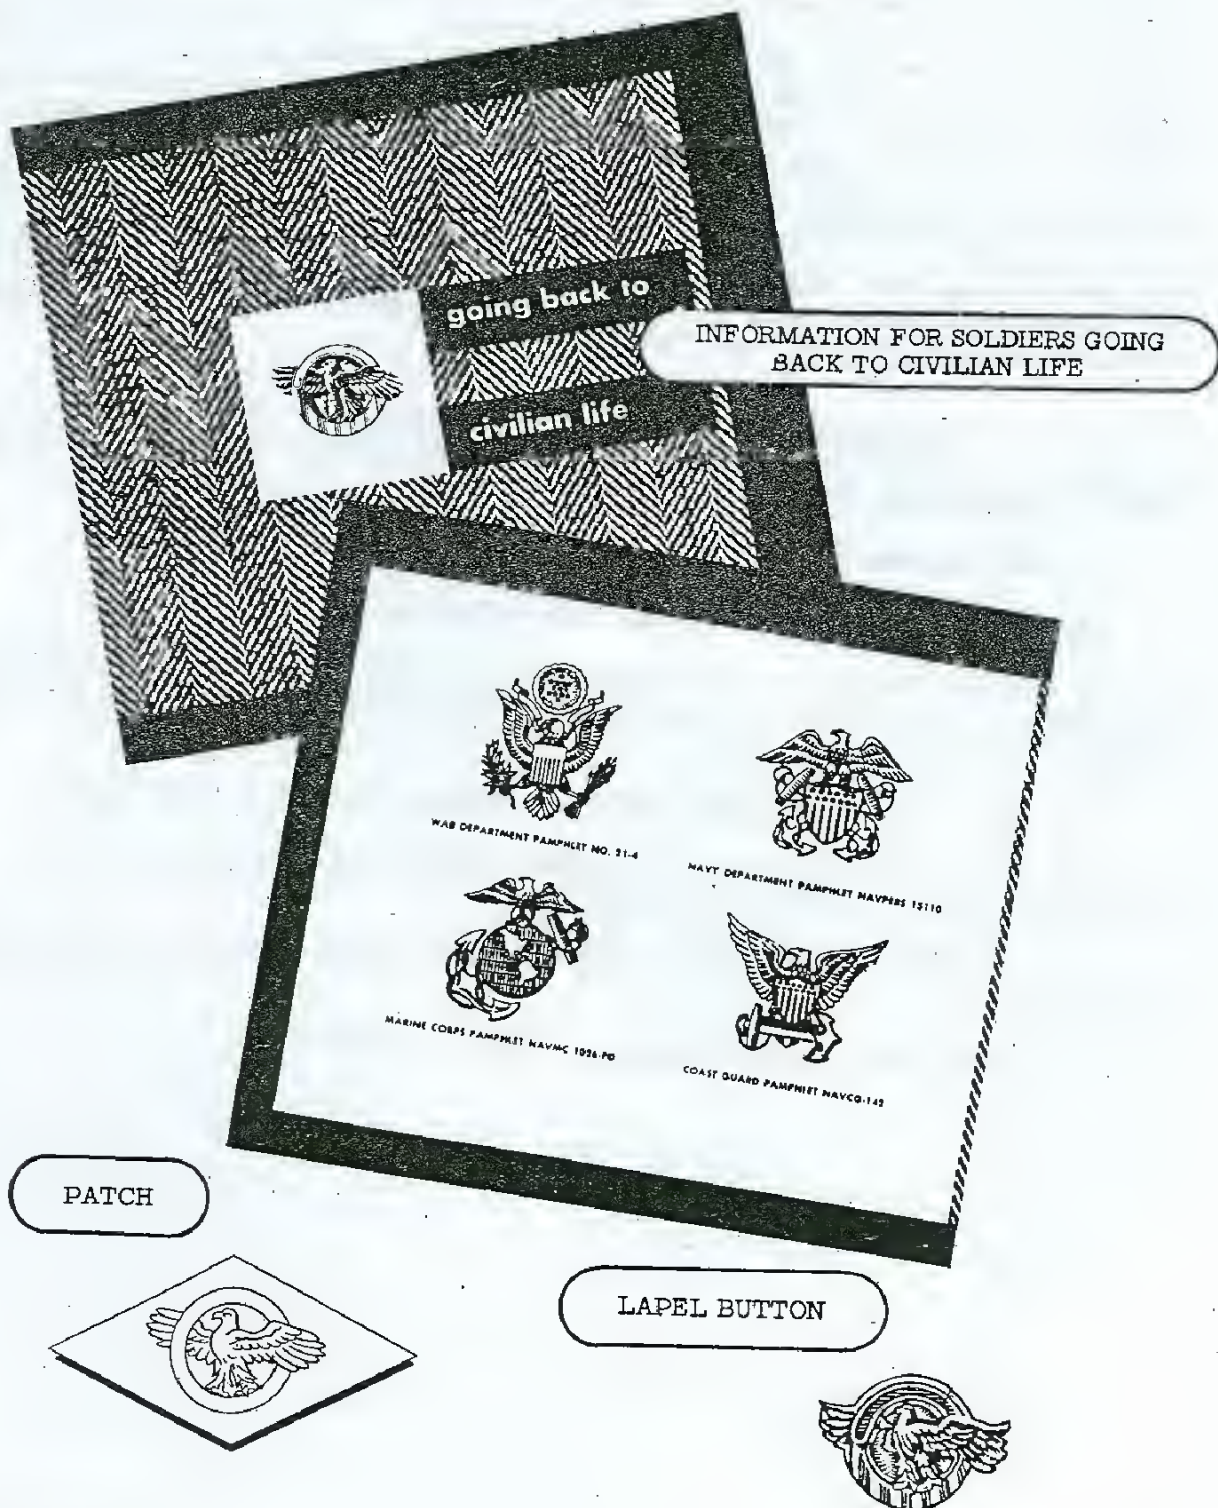 going back to
civilian life
INFORMATION FOR SOLDIERS GOING
BACK TO CIVILIAN LIFE
WAR DEPARTMENT PAMPHLET NO. 21-4
NAVY DEPARTMENT PAMPHLET NAVPERS 15110
MARINE CORPS PAMPHLET NAVMC 1026-PD
COAST GUARD PAMPHLET NAVCG-142
PATCH
LAPEL BUTTON